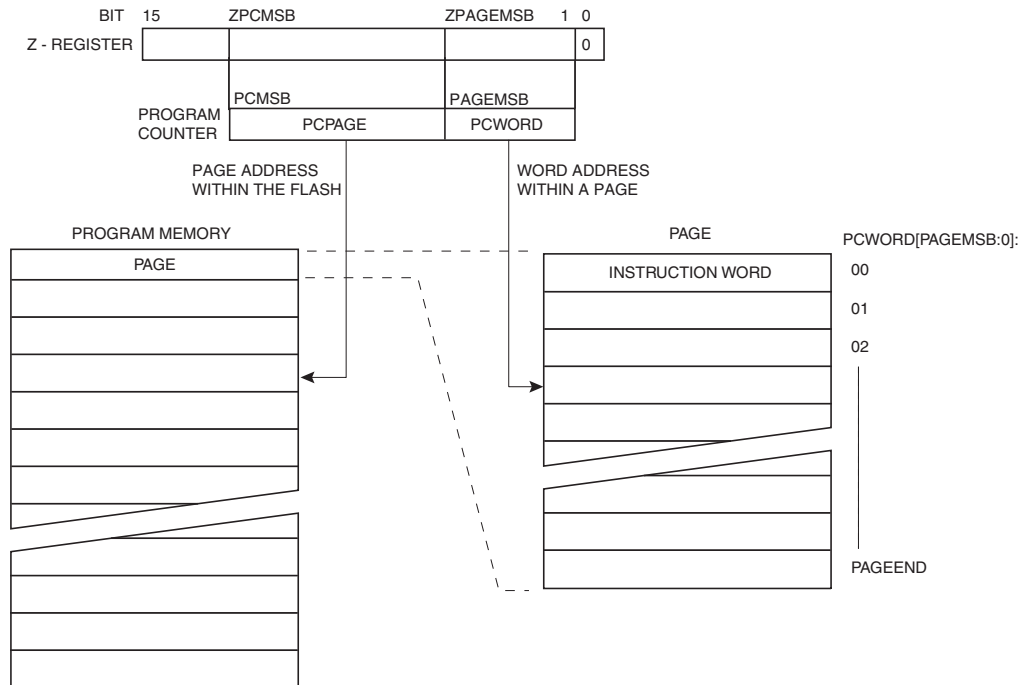 BIT 15 ZPCMSB ZPAGEMSB 1 0
Z - REGISTER 0
PCMSB PAGEMSB
PROGRAM
COUNTER
PCPAGE PCWORD
PAGE ADDRESS
WITHIN THE FLASH
WORD ADDRESS
WITHIN A PAGE
PROGRAM MEMORY
PAGE
PAGE
PCWORD[PAGEMSB:0]:
INSTRUCTION WORD
00
01
02
PAGEEND